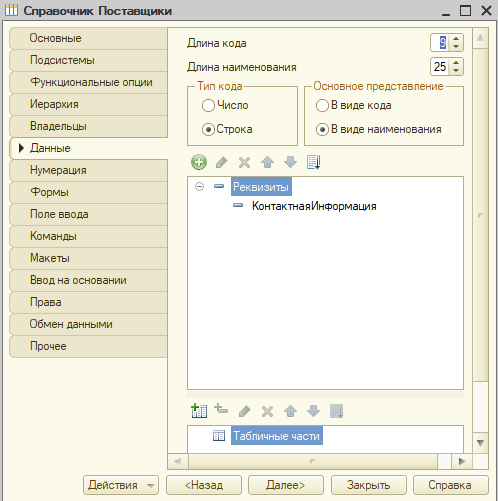 Справочник Поставщики
Основные
Подсистемы
Функциональные опции
Иерархия
Владельцы
Данные
Нумерация
Формы
Поле ввода
Команды
Макеты
Ввод на основании
Права
Обмен данными
Прочее
Длина кода 9
Длина наименования 25
Тип кода
Число
Строка
Основное представление
В виде кода
В виде наименования
Реквизиты
КонтактнаяИнформация
Табличные части
Действия <Назад Далее> Закрыть Справка